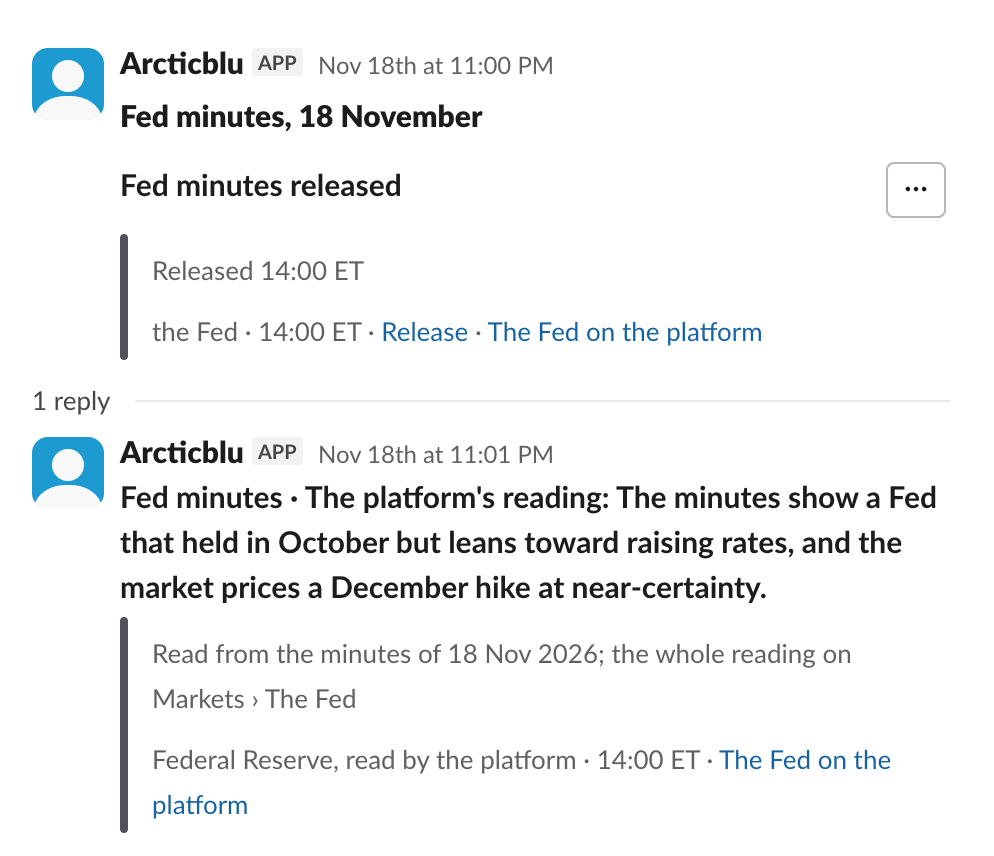 Arcticblu APP Nov 18th at 11:00 PM
Fed minutes, 18 November
Fed minutes released
Released 14:00 ET
the Fed · 14:00 ET · Release · The Fed on the platform
1 reply
Arcticblu APP Nov 18th at 11:01 PM
Fed minutes · The platform's reading: The minutes show a Fed
that held in October but leans toward raising rates, and the
market prices a December hike at near-certainty.
Read from the minutes of 18 Nov 2026; the whole reading on
Markets › The Fed
Federal Reserve, read by the platform · 14:00 ET · The Fed on the
platform